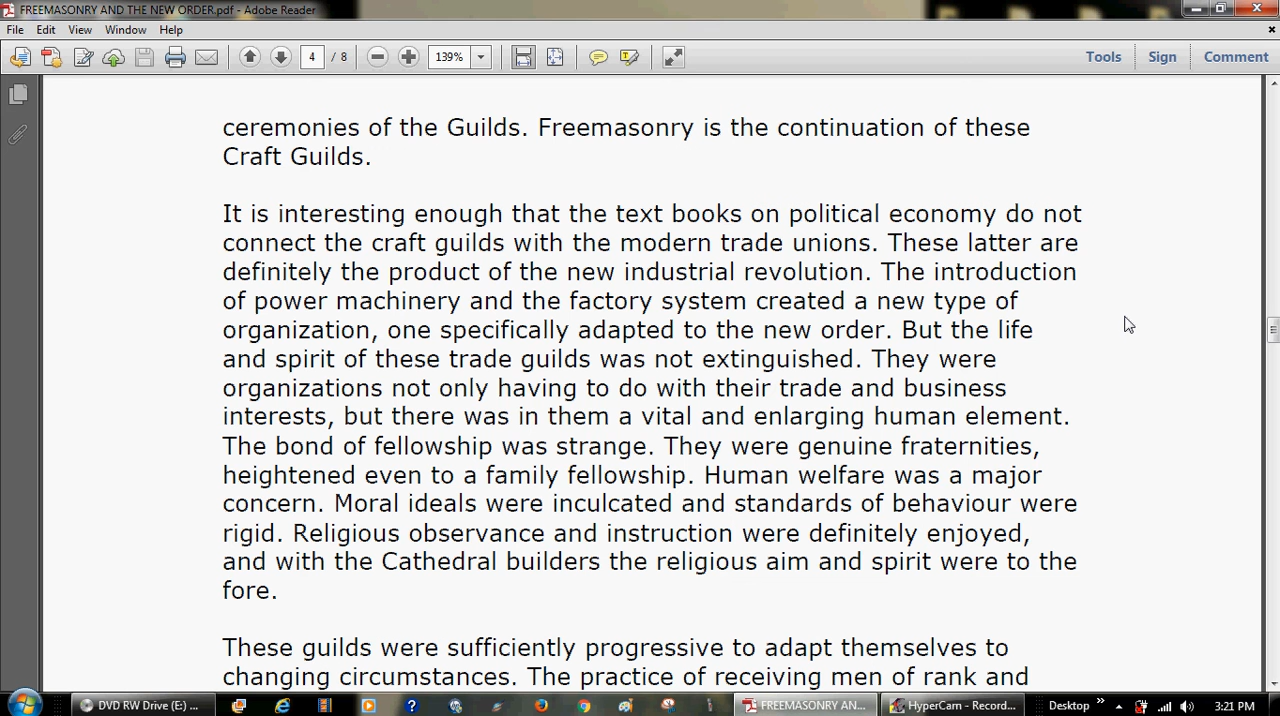 FREEMASONRY AND THE NEW ORDER.pdf - Adobe Reader
File Edit View Window Help
4 / 8 139% Tools Sign Comment
ceremonies of the Guilds. Freemasonry is the continuation of these
Craft Guilds.
It is interesting enough that the text books on political economy do not
connect the craft guilds with the modern trade unions. These latter are
definitely the product of the new industrial revolution. The introduction
of power machinery and the factory system created a new type of
organization, one specifically adapted to the new order. But the life
and spirit of these trade guilds was not extinguished. They were
organizations not only having to do with their trade and business
interests, but there was in them a vital and enlarging human element.
The bond of fellowship was strange. They were genuine fraternities,
heightened even to a family fellowship. Human welfare was a major
concern. Moral ideals were inculcated and standards of behaviour were
rigid. Religious observance and instruction were definitely enjoyed,
and with the Cathedral builders the religious aim and spirit were to the
fore.
These guilds were sufficiently progressive to adapt themselves to
changing circumstances. The practice of receiving men of rank and
DVD RW Drive (E:) ... FREEMASONRY AN... HyperCam - Record... Desktop 3:21 PM